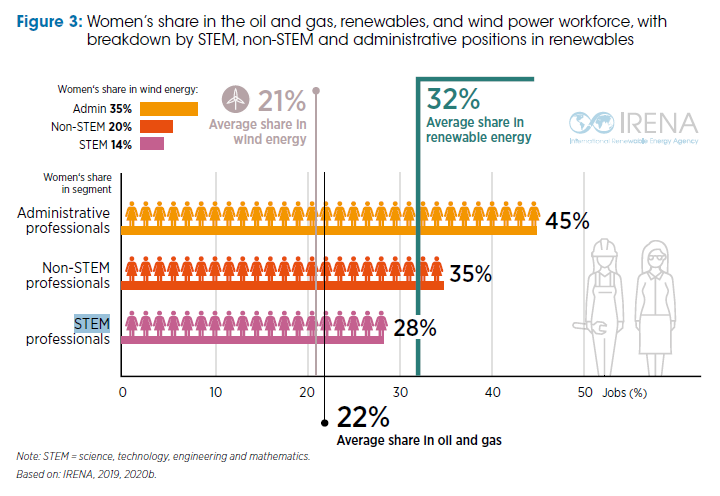 Figure 3: Women's share in the oil and gas, renewables, and wind power workforce, with
breakdown by STEM, non-STEM and administrative positions in renewables
Women's share in wind energy:
Admin 35%
Non-STEM 20%
STEM 14%
21%
Average share in
wind energy
32%
Average share in
renewable energy
IRENA
International Renewable Energy Agency
Women's share
in segment
Administrative
professionals
45%
Non-STEM
professionals
35%
STEM
professionals
28%
0 10 20 30 40 50 Jobs (%)
22%
Average share in oil and gas
Note: STEM = science, technology, engineering and mathematics.
Based on: IRENA, 2019, 2020b.